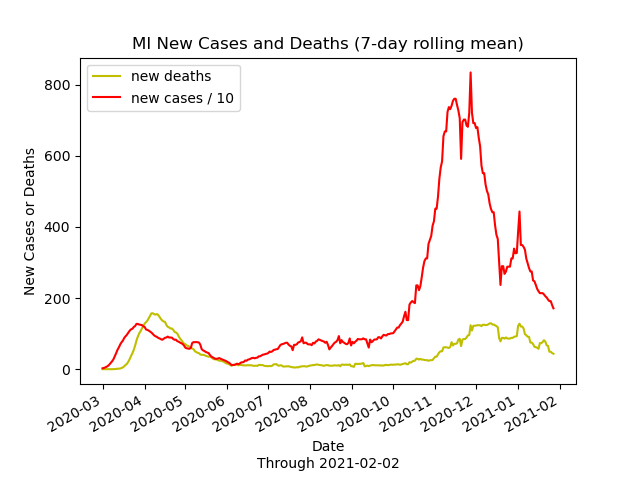 MI New Cases and Deaths (7-day rolling mean)
new deaths
new cases / 10
New Cases or Deaths
800
600
400
200
0
2020-03
2020-04
2020-05
2020-06
2020-07
2020-08
2020-09
2020-10
2020-11
2020-12
2021-01
2021-02
Date
Through 2021-02-02